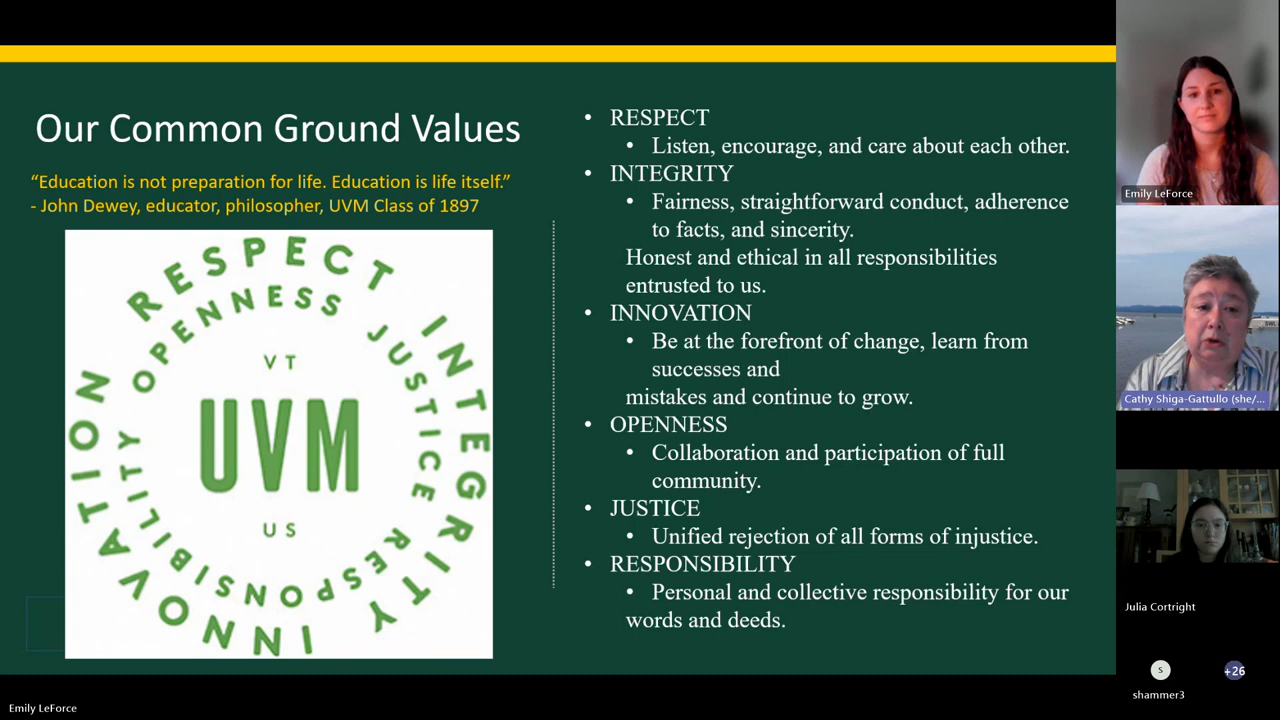 Our Common Ground Values
“Education is not preparation for life. Education is life itself.”
- John Dewey, educator, philosopher, UVM Class of 1897
RESPECT
INTEGRITY
INNOVATION
OPENNESS
JUSTICE
RESPONSIBILITY
VT
UVM
US
• RESPECT
• Listen, encourage, and care about each other.
• INTEGRITY
• Fairness, straightforward conduct, adherence
to facts, and sincerity.
Honest and ethical in all responsibilities
entrusted to us.
• INNOVATION
• Be at the forefront of change, learn from
successes and
mistakes and continue to grow.
• OPENNESS
• Collaboration and participation of full
community.
• JUSTICE
• Unified rejection of all forms of injustice.
• RESPONSIBILITY
• Personal and collective responsibility for our
words and deeds.
Emily LeForce
Cathy Shiga-Gattullo (she/...
Julia Cortright
S
+26
shammer3
Emily LeForce